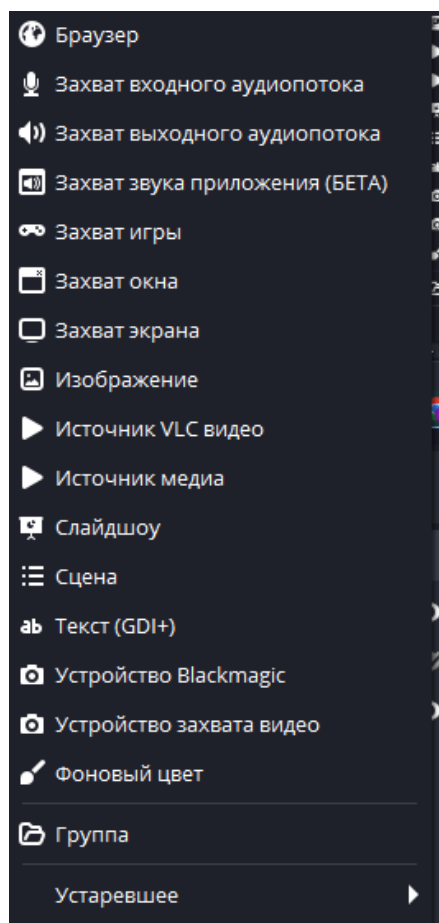 Браузер
Захват входного аудиопотока
Захват выходного аудиопотока
Захват звука приложения (БЕТА)
Захват игры
Захват окна
Захват экрана
Изображение
Источник VLC видео
Источник медиа
Слайдшоу
Сцена
ab Текст (GDI+)
Устройство Blackmagic
Устройство захвата видео
Фоновый цвет
Группа
Устаревшее